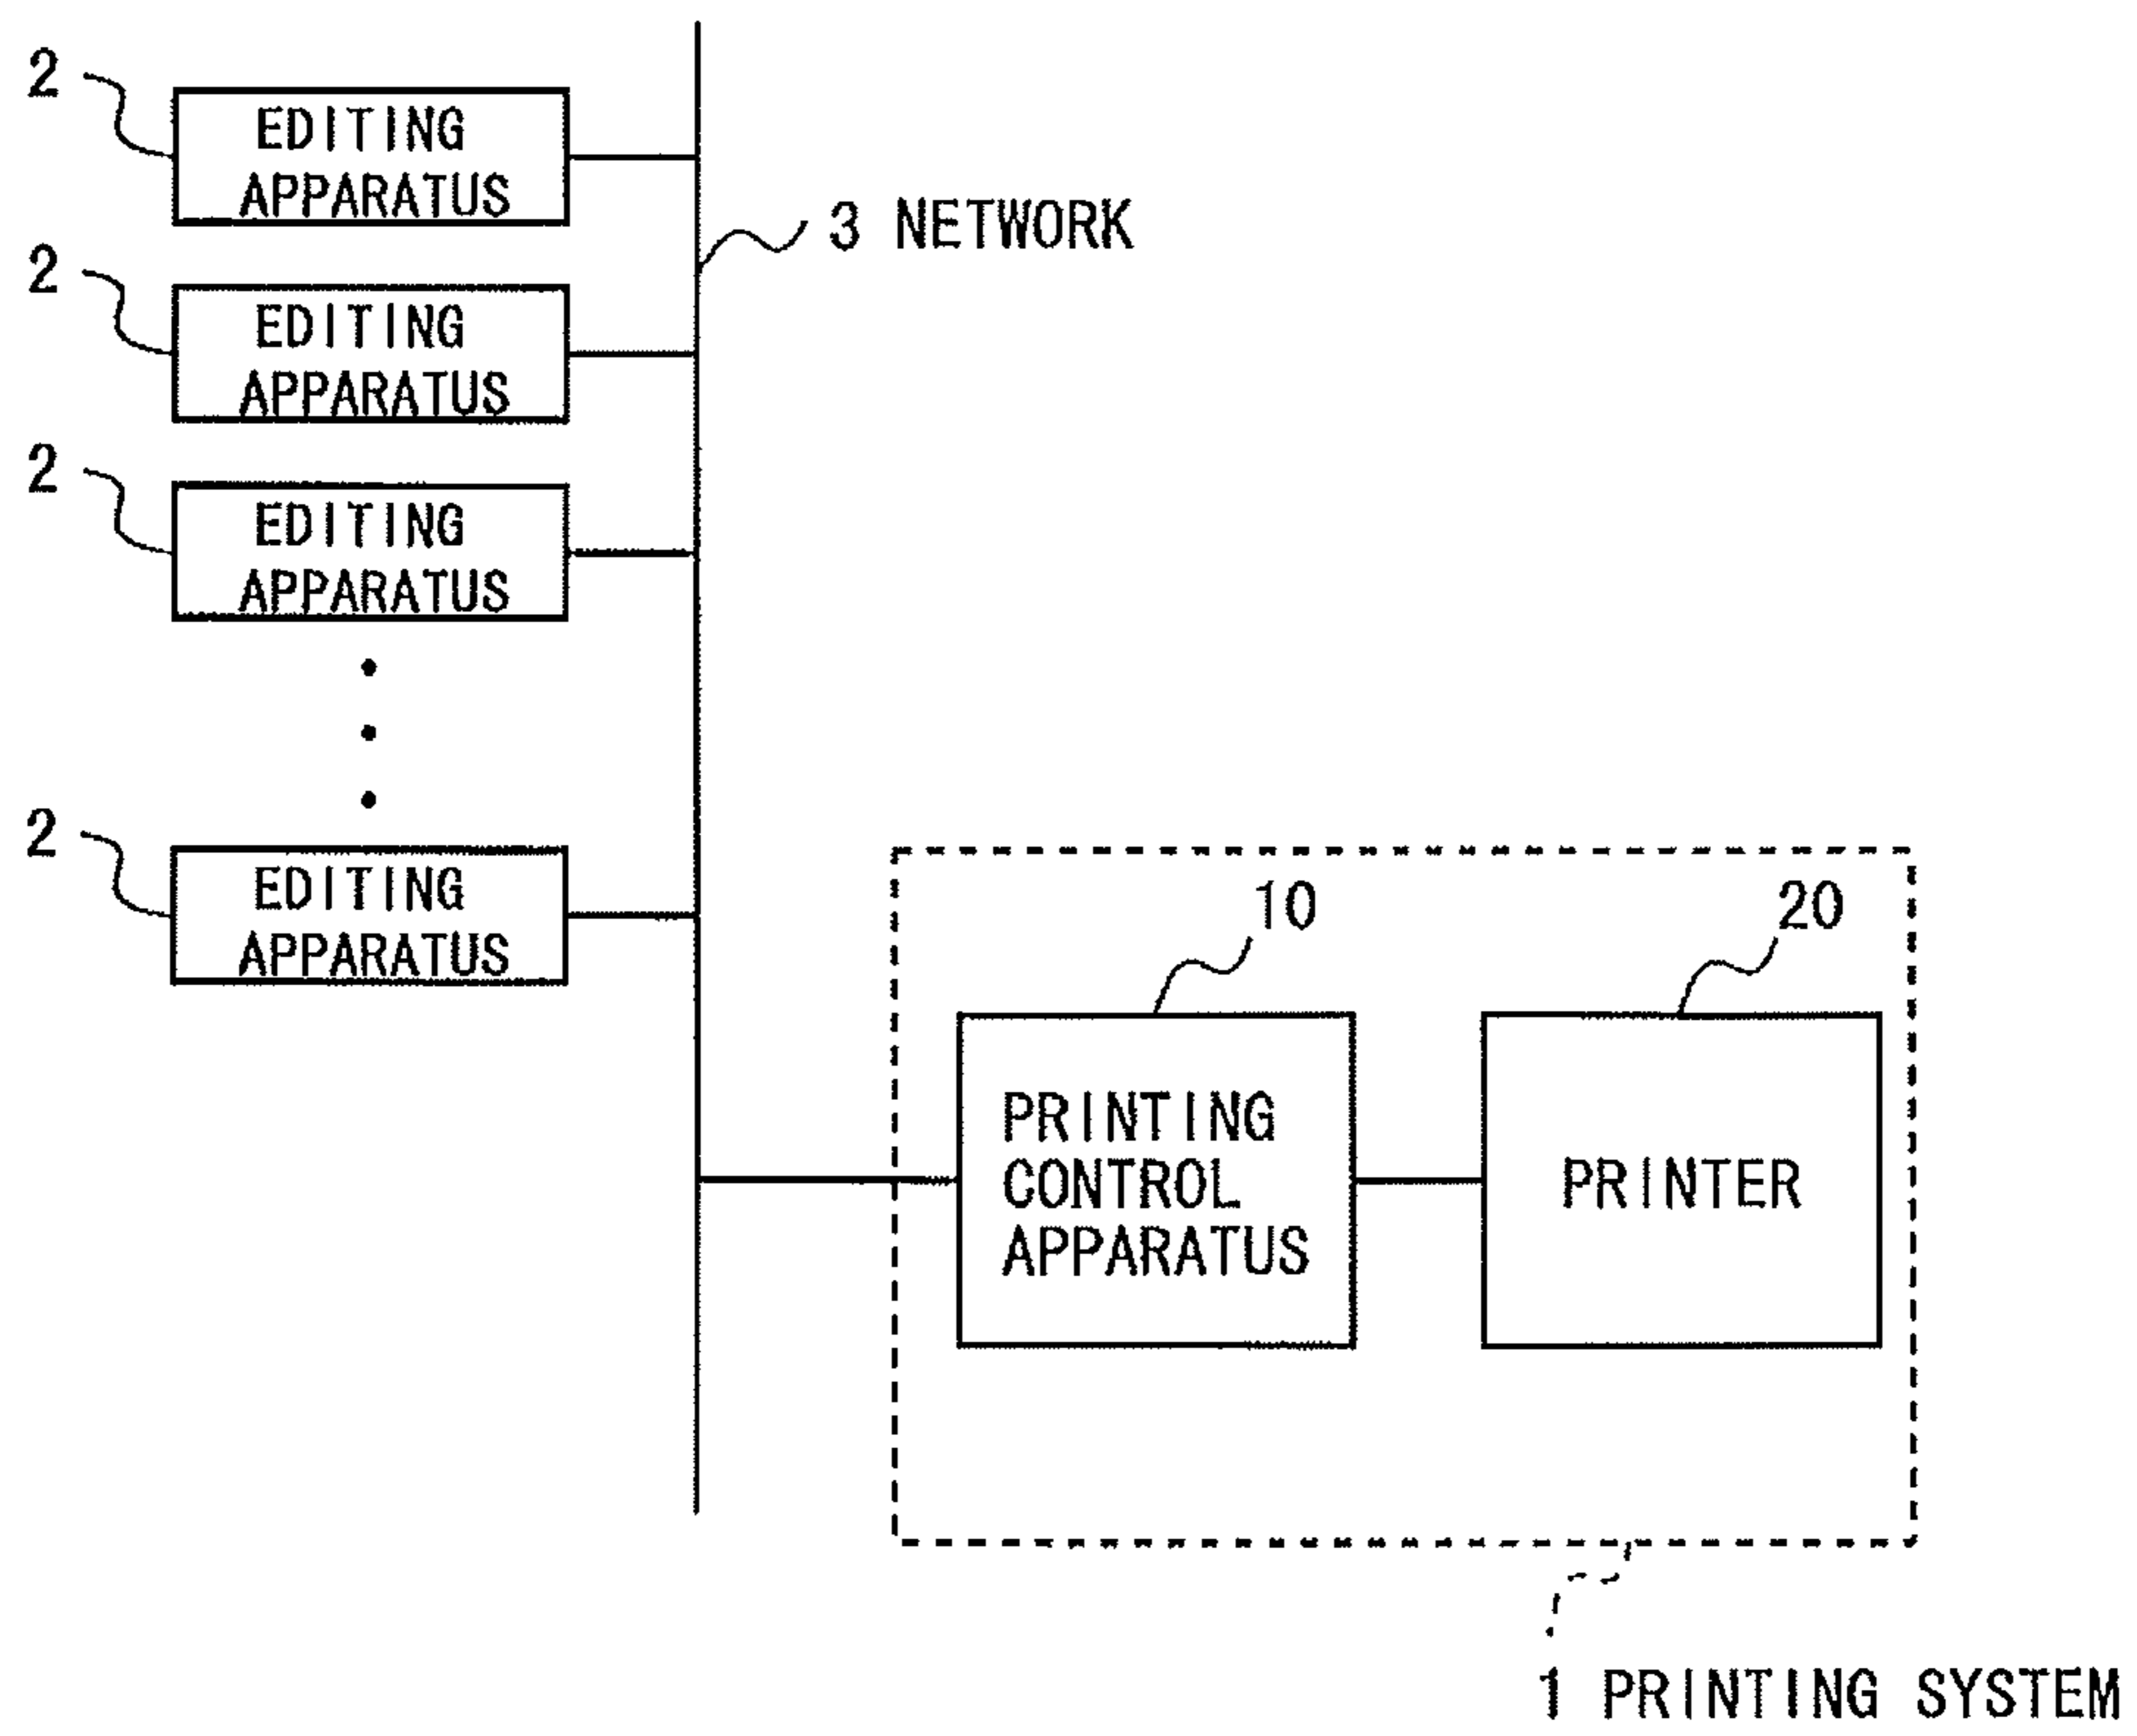 2
EDITING
APPARATUS
3 NETWORK
2
EDITING
APPARATUS
2
EDITING
APPARATUS
2
EDITING
APPARATUS
10
20
PRINTING
CONTROL
APPARATUS
PRINTER
1 PRINTING SYSTEM